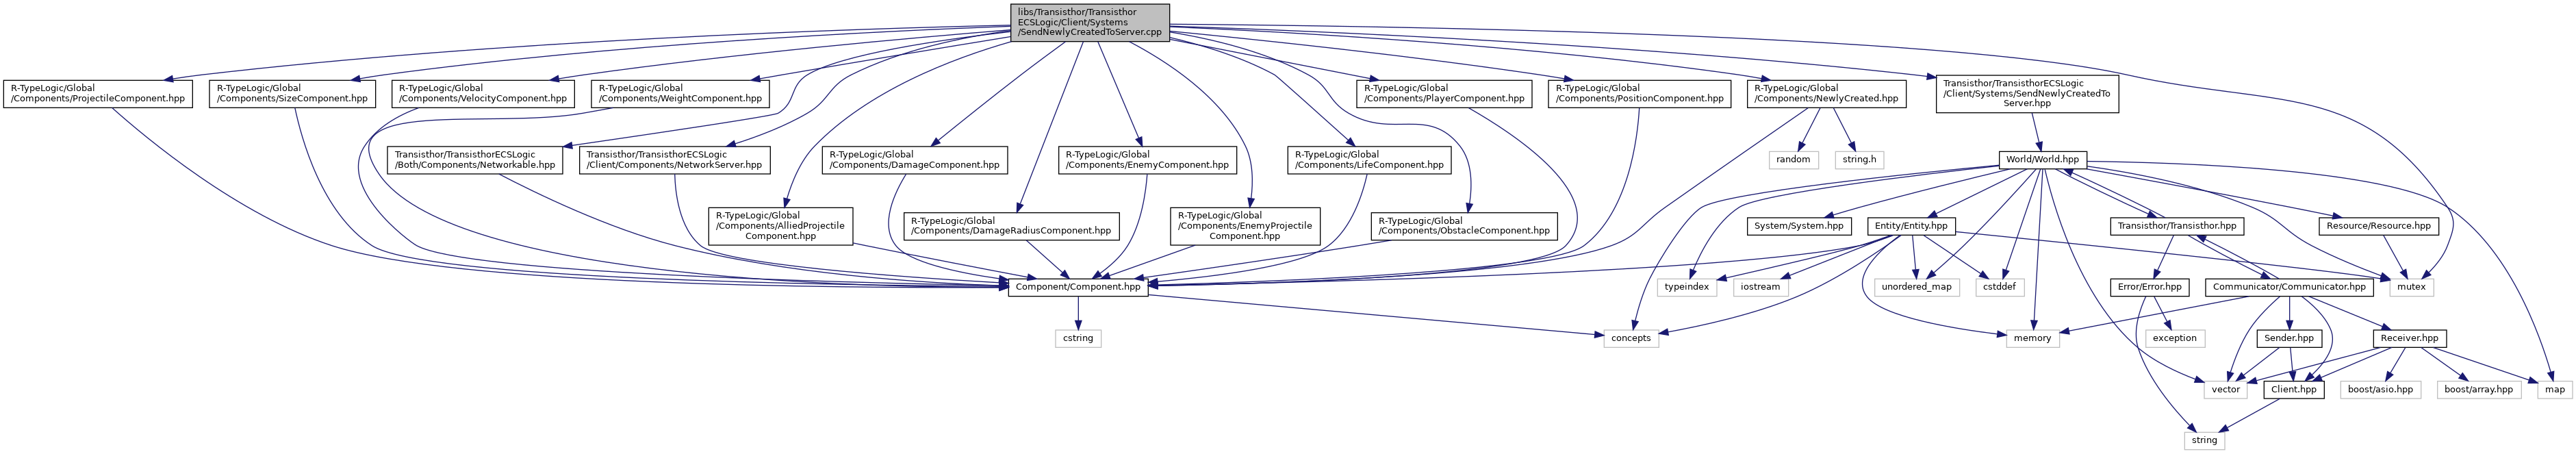 libs/Transisthor/Transisthor
ECSLogic/Client/Systems
/SendNewlyCreatedToServer.cpp
R-TypeLogic/Global
/Components/ProjectileComponent.hpp
R-TypeLogic/Global
/Components/SizeComponent.hpp
R-TypeLogic/Global
/Components/VelocityComponent.hpp
R-TypeLogic/Global
/Components/WeightComponent.hpp
R-TypeLogic/Global
/Components/PlayerComponent.hpp
R-TypeLogic/Global
/Components/PositionComponent.hpp
R-TypeLogic/Global
/Components/NewlyCreated.hpp
Transisthor/TransisthorECSLogic
/Client/Systems/SendNewlyCreatedTo
Server.hpp
Transisthor/TransisthorECSLogic
/Both/Components/Networkable.hpp
Transisthor/TransisthorECSLogic
/Client/Components/NetworkServer.hpp
R-TypeLogic/Global
/Components/DamageComponent.hpp
R-TypeLogic/Global
/Components/EnemyComponent.hpp
R-TypeLogic/Global
/Components/LifeComponent.hpp
random
string.h
World/World.hpp
R-TypeLogic/Global
/Components/AlliedProjectile
Component.hpp
R-TypeLogic/Global
/Components/DamageRadiusComponent.hpp
R-TypeLogic/Global
/Components/EnemyProjectile
Component.hpp
R-TypeLogic/Global
/Components/ObstacleComponent.hpp
System/System.hpp
Entity/Entity.hpp
Transisthor/Transisthor.hpp
Resource/Resource.hpp
Component/Component.hpp
typeindex
iostream
unordered_map
cstddef
Error/Error.hpp
Communicator/Communicator.hpp
mutex
cstring
concepts
memory
exception
Sender.hpp
Receiver.hpp
vector
Client.hpp
boost/asio.hpp
boost/array.hpp
map
string